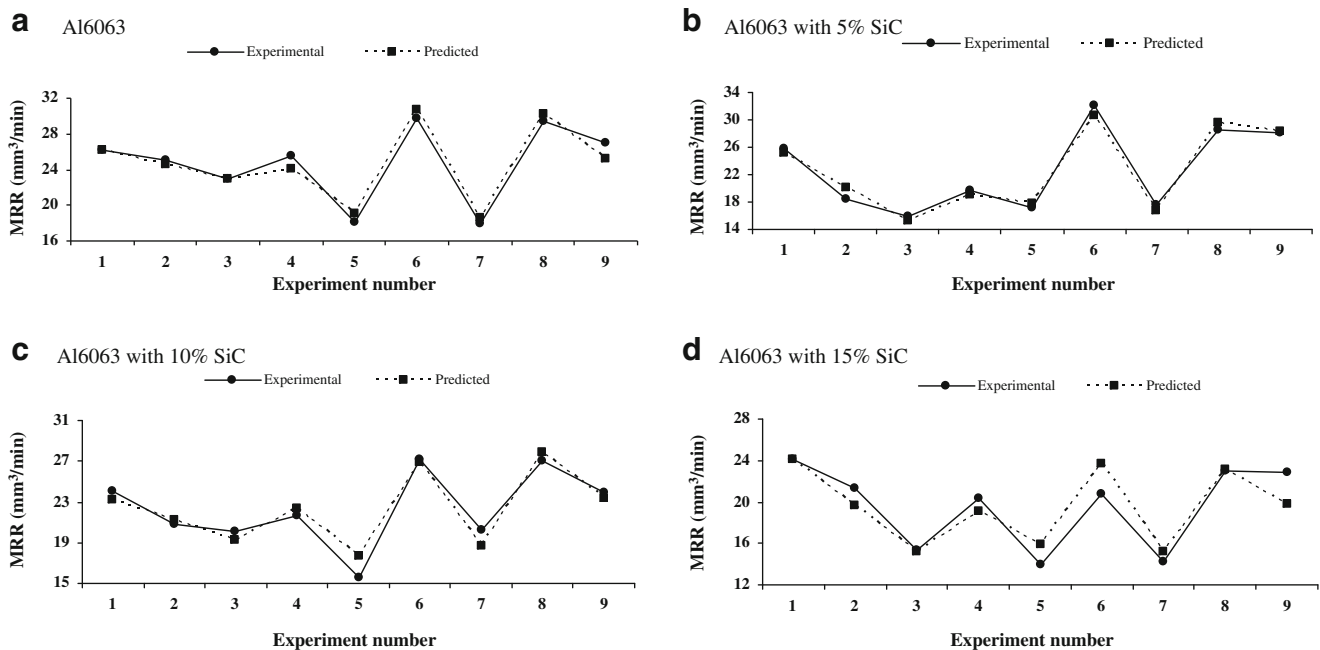 a Al6063
Experimental Predicted
MRR (mm³/min)
32
28
24
20
16
1 2 3 4 5 6 7 8 9
Experiment number
b Al6063 with 5% SiC
Experimental Predicted
MRR (mm³/min)
34
30
26
22
18
14
1 2 3 4 5 6 7 8 9
Experiment number
c Al6063 with 10% SiC
Experimental Predicted
MRR (mm³/min)
31
27
23
19
15
1 2 3 4 5 6 7 8 9
Experiment number
d Al6063 with 15% SiC
Experimental Predicted
MRR (mm³/min)
28
24
20
16
12
1 2 3 4 5 6 7 8 9
Experiment number